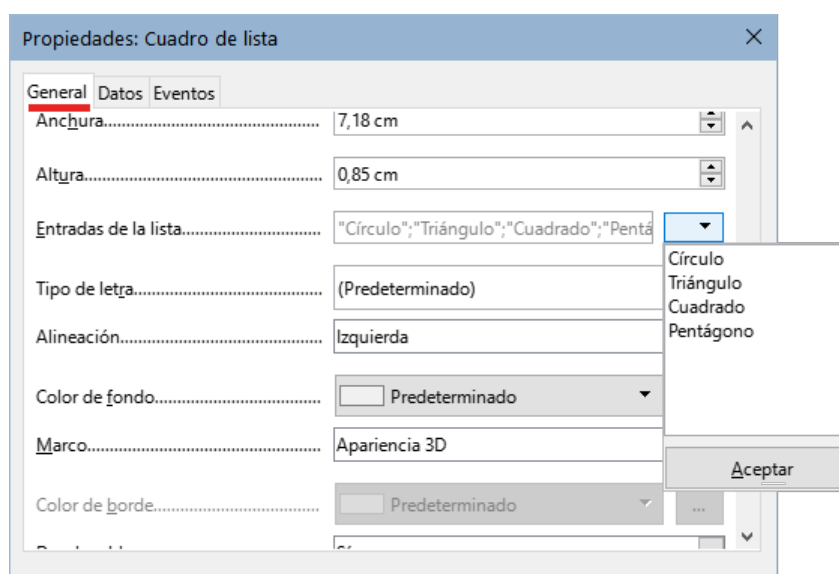 Propiedades: Cuadro de lista
General Datos Eventos
Anchura 7,18 cm
Altura 0,85 cm
Entradas de la lista "Círculo";"Triángulo";"Cuadrado";"Pentá
Círculo
Triángulo
Cuadrado
Pentágono
Aceptar
Tipo de letra (Predeterminado)
Alineación Izquierda
Color de fondo Predeterminado
Marco Apariencia 3D
Color de borde Predeterminado ...